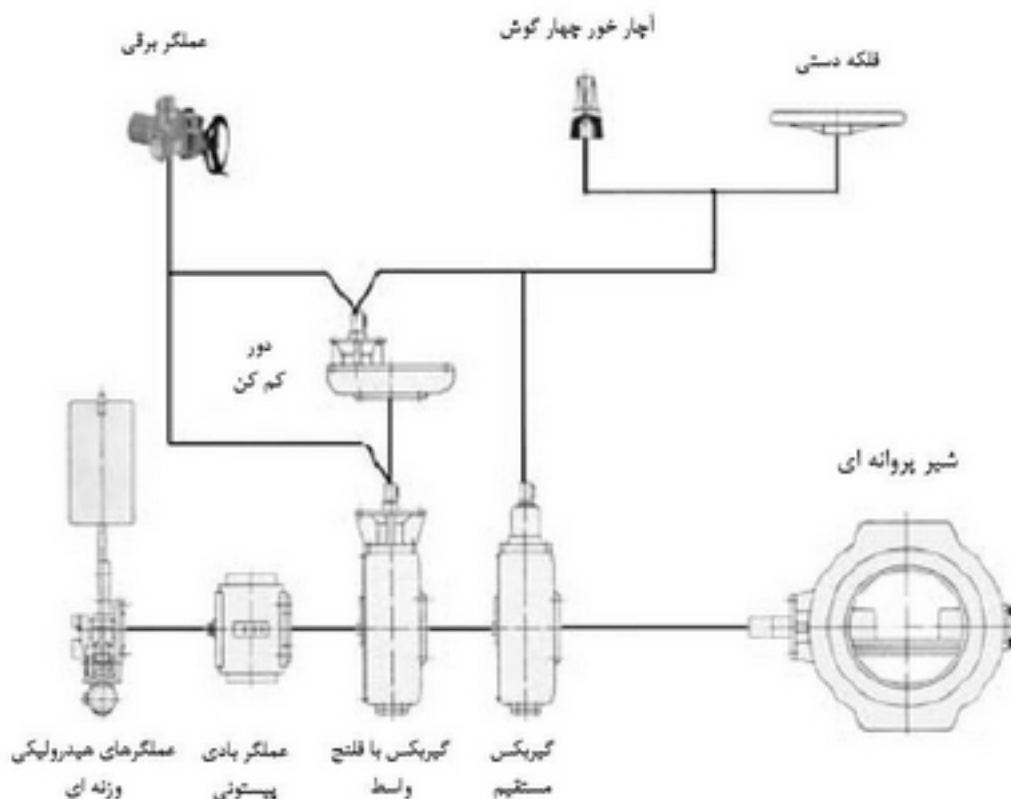 آچار خور چهار گوش
فلکه دستی
عملگر برقی
دور
کم کن
شیر پروانه ای
عملگرهای هیدرولیکی
وزنه ای
عملگر بادی
پیستونی
گیربکس با فلنج
واسط
گیربکس
مستقیم